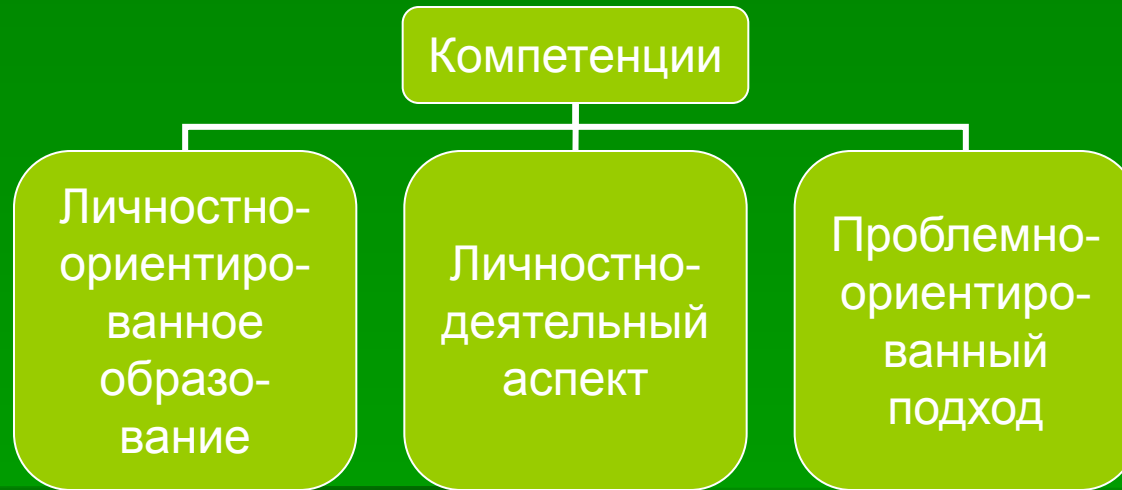 Компетенции
Личностно-
ориентиро-
ванное
образо-
вание
Личностно-
деятельный
аспект
Проблемно-
ориентиро-
ванный
подход